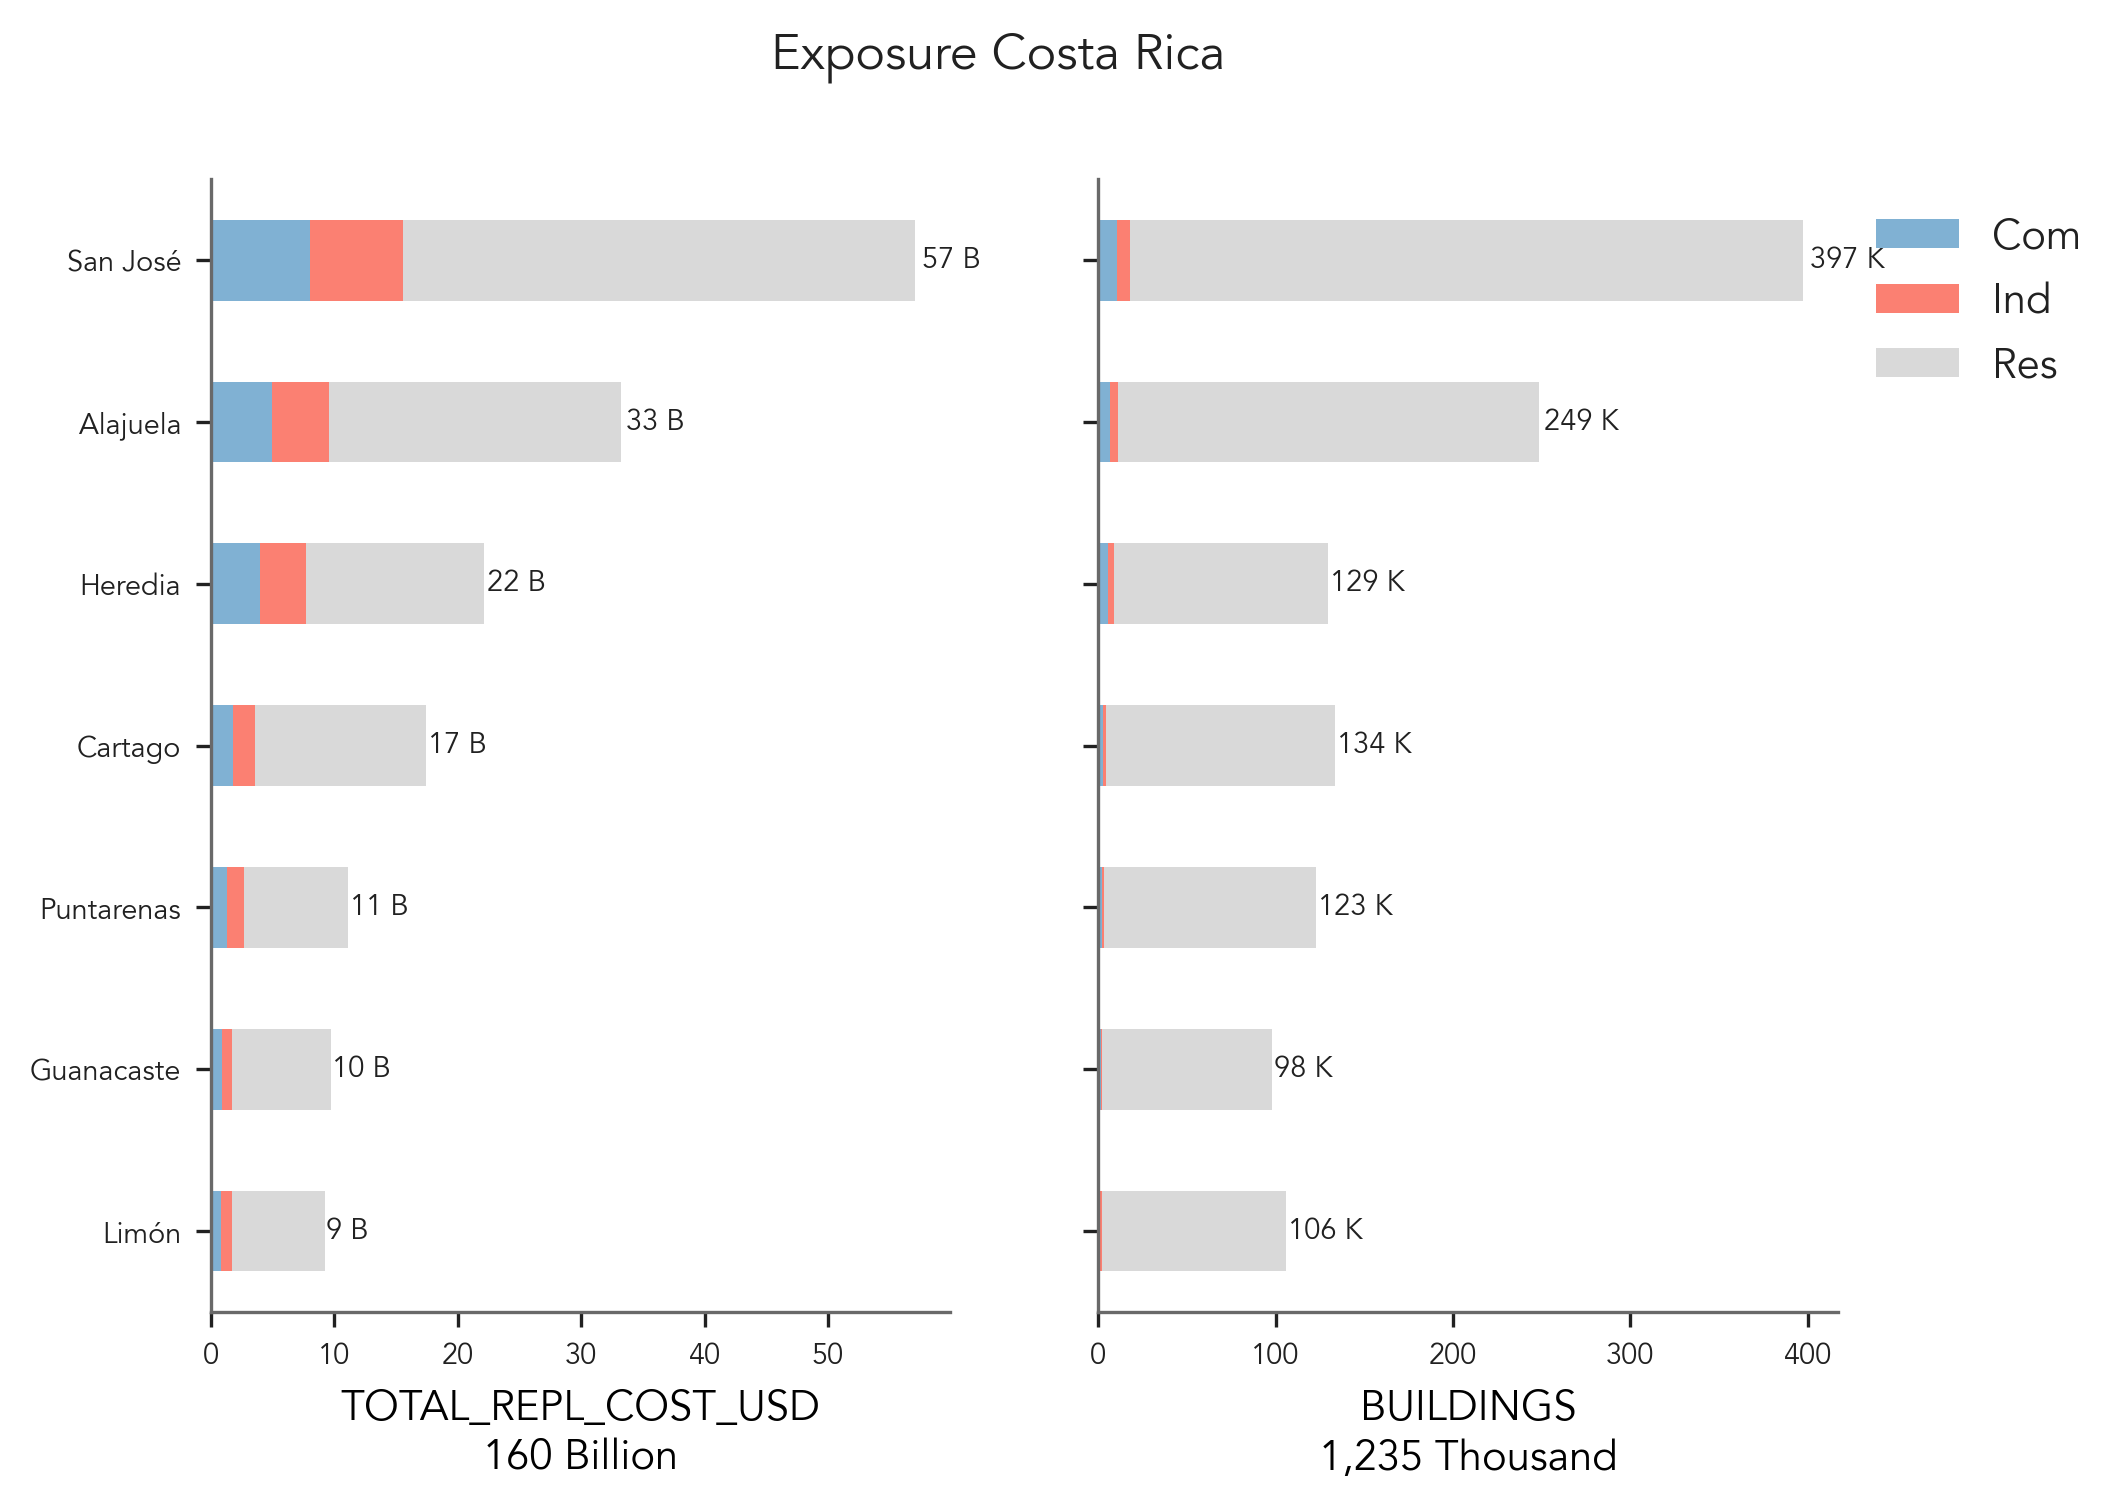 Exposure Costa Rica
San José
57 B
Alajuela
33 B
Heredia
22 B
Cartago
17 B
Puntarenas
11 B
Guanacaste
10 B
Limón
9 B
0 10 20 30 40 50
TOTAL_REPL_COST_USD
160 Billion
397 K
249 K
129 K
134 K
123 K
98 K
106 K
0 100 200 300 400
BUILDINGS
1,235 Thousand
Com
Ind
Res